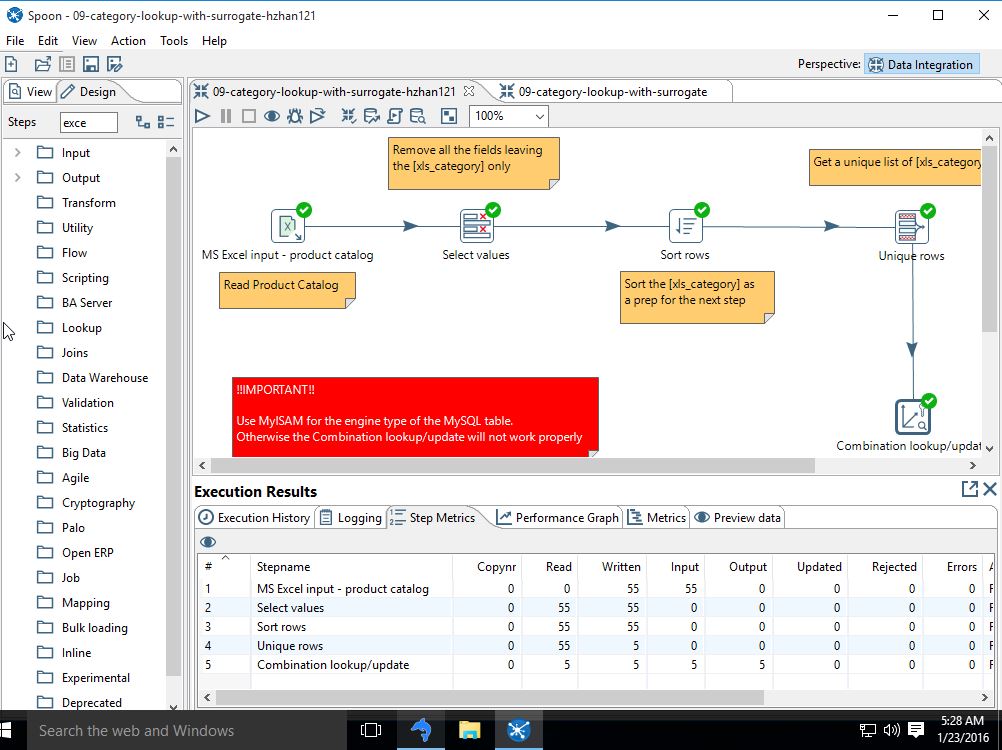 Spoon - 09-category-lookup-with-surrogate-hzhan121
File Edit View Action Tools Help
Perspective: Data Integration
View Design
09-category-lookup-with-surrogate-hzhan121 09-category-lookup-with-surrogate
Steps exce
100%
Input
Output
Transform
Utility
Flow
Scripting
BA Server
Lookup
Joins
Data Warehouse
Validation
Statistics
Big Data
Agile
Cryptography
Palo
Open ERP
Job
Mapping
Bulk loading
Inline
Experimental
Deprecated
Remove all the fields leaving
the [xls_category] only
Get a unique list of [xls_category
MS Excel input - product catalog
Select values
Sort rows
Unique rows
Read Product Catalog
Sort the [xls_category] as
a prep for the next step
!!IMPORTANT!!
Use MyISAM for the engine type of the MySQL table.
Otherwise the Combination lookup/update will not work properly
Combination lookup/updat
Execution Results
Execution History Logging Step Metrics Performance Graph Metrics Preview data
# Stepname Copynr Read Written Input Output Updated Rejected Errors A
1 MS Excel input - product catalog 0 0 55 55 0 0 0 0 F
2 Select values 0 55 55 0 0 0 0 0 F
3 Sort rows 0 55 55 0 0 0 0 0 F
4 Unique rows 0 55 5 0 0 0 0 0 F
5 Combination lookup/update 0 5 5 5 5 0 0 0 F
Search the web and Windows
5:28 AM
1/23/2016